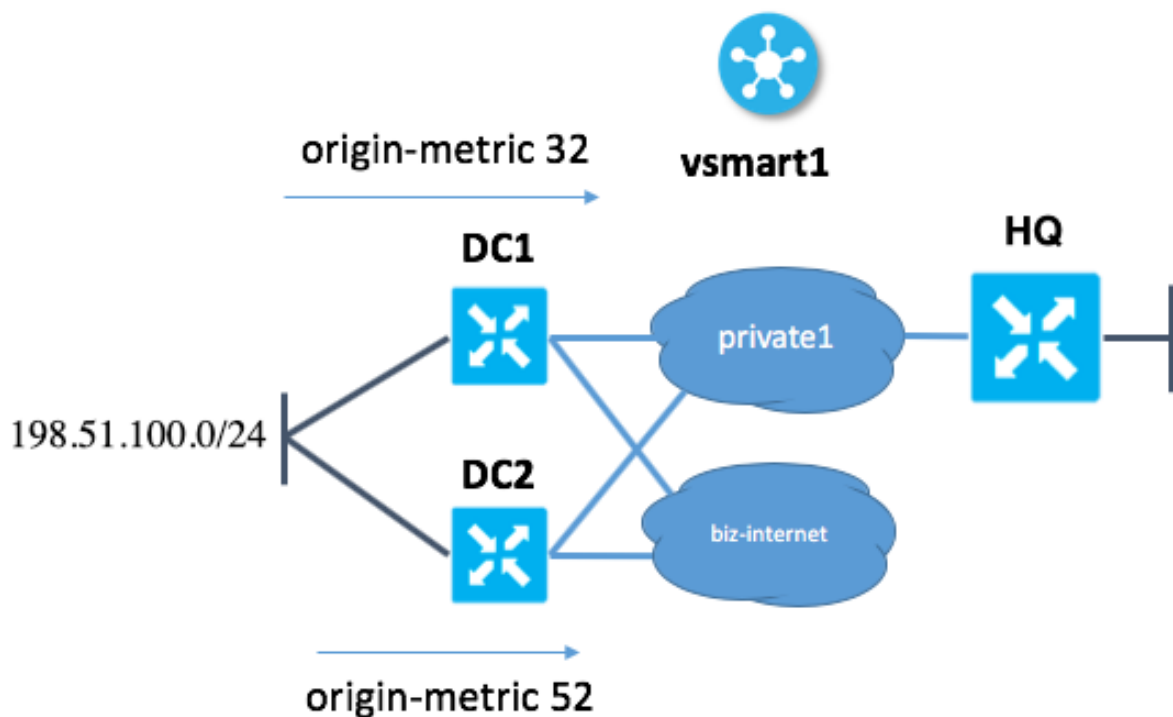 origin-metric 32
vsmart1
DC1
HQ
private1
198.51.100.0/24
DC2
biz-internet
origin-metric 52